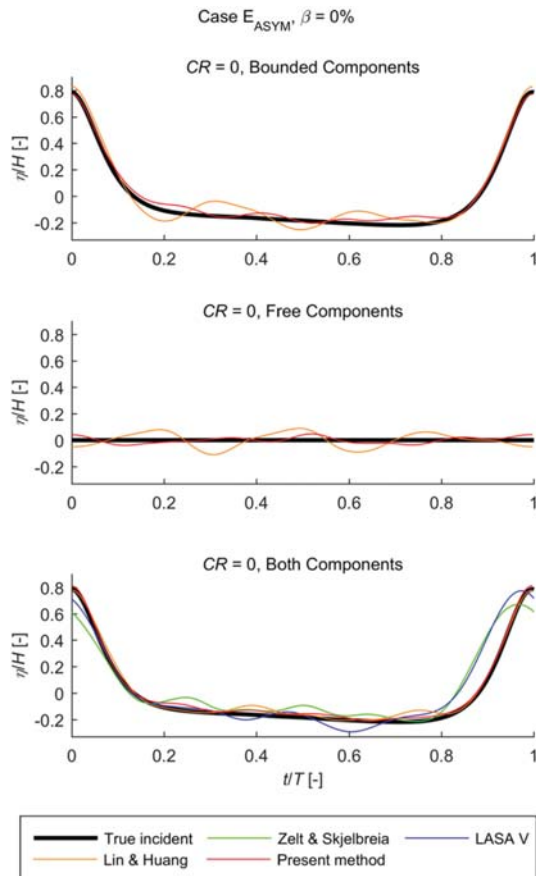 Case E_ASYM, β = 0%
CR = 0, Bounded Components
0.8
0.6
0.4
0.2
0
-0.2
η/H [-]
0 0.2 0.4 0.6 0.8 1
CR = 0, Free Components
0.8
0.6
0.4
0.2
0
-0.2
η/H [-]
0 0.2 0.4 0.6 0.8 1
CR = 0, Both Components
0.8
0.6
0.4
0.2
0
-0.2
η/H [-]
0 0.2 0.4 0.6 0.8 1
t/T [-]
True incident Zelt & Skjelbreia LASA V
Lin & Huang Present method